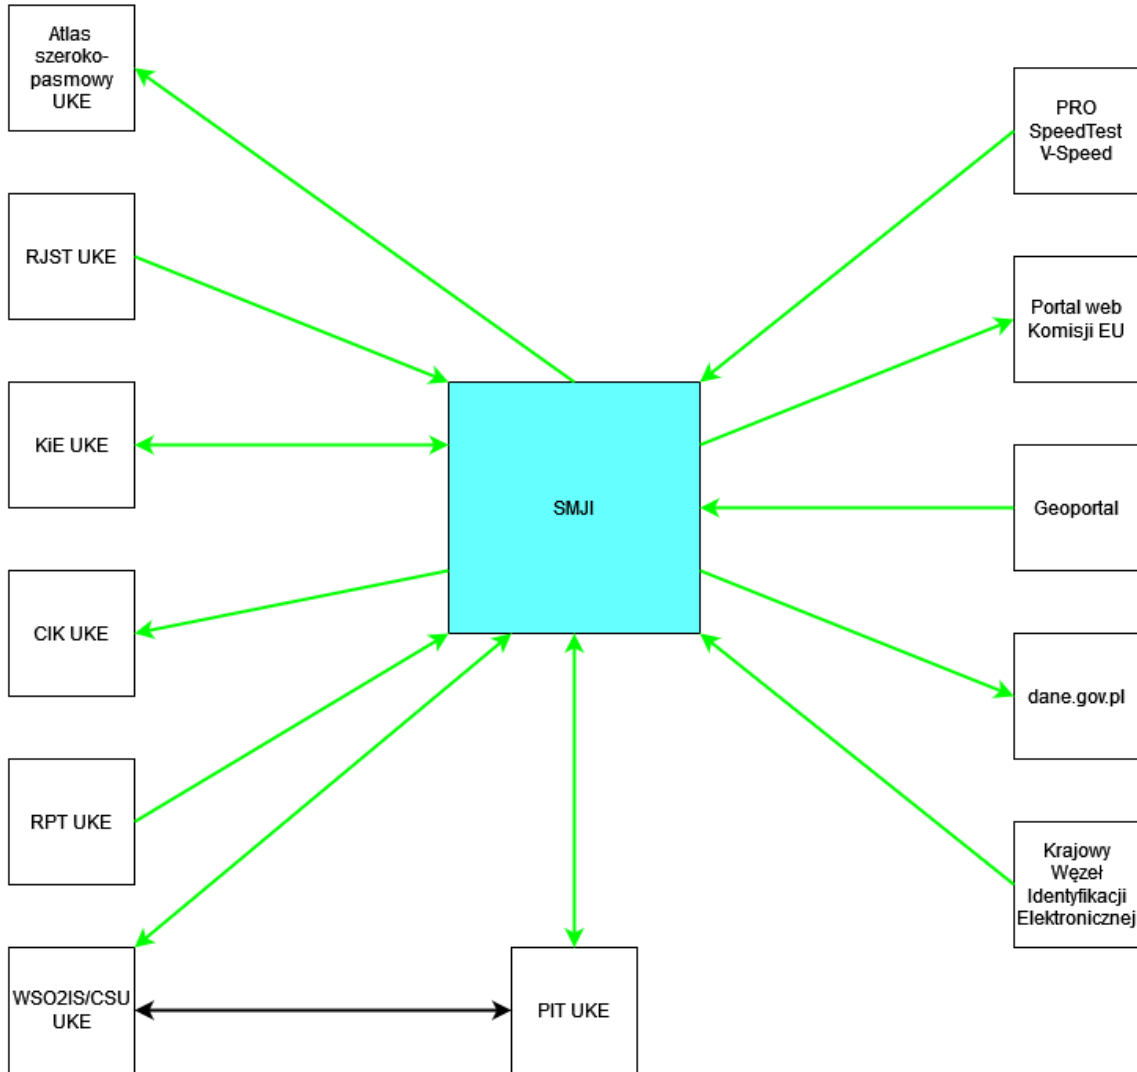 Atlas
szeroko-
pasmowy
UKE
RJST UKE
KiE UKE
CIK UKE
RPT UKE
WSO2IS/CSU
UKE
PIT UKE
SMJI
PRO
SpeedTest
V-Speed
Portal web
Komisji EU
Geoportal
dane.gov.pl
Krajowy
Węzeł
Identyfikacji
Elektronicznej